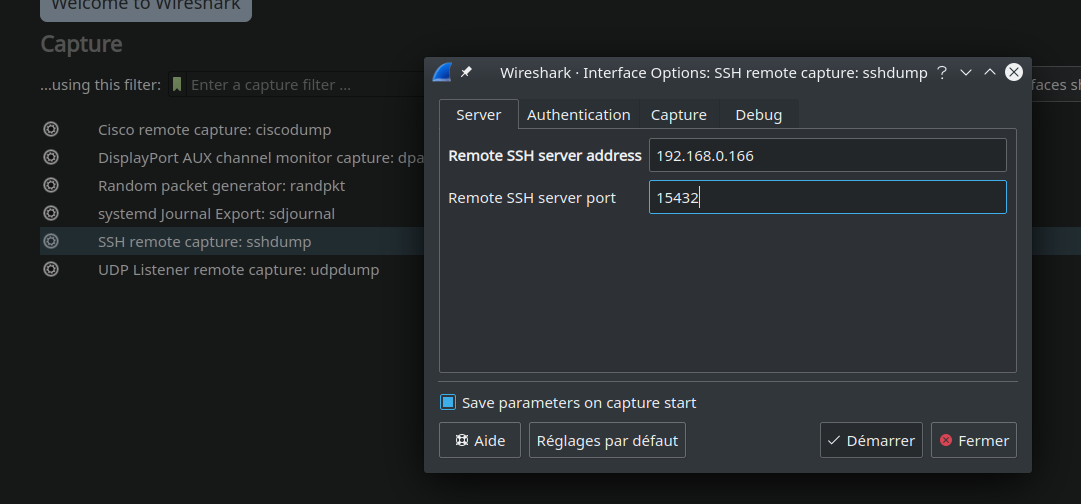 Welcome to Wireshark
Capture
...using this filter:
Enter a capture filter ...
Cisco remote capture: ciscodump
DisplayPort AUX channel monitor capture: dpa
Random packet generator: randpkt
systemd Journal Export: sdjournal
SSH remote capture: sshdump
UDP Listener remote capture: udpdump
faces sh
Wireshark · Interface Options: SSH remote capture: sshdump
Server
Authentication
Capture
Debug
Remote SSH server address
192.168.0.166
Remote SSH server port
15432
Save parameters on capture start
Aide
Réglages par défaut
Démarrer
Fermer